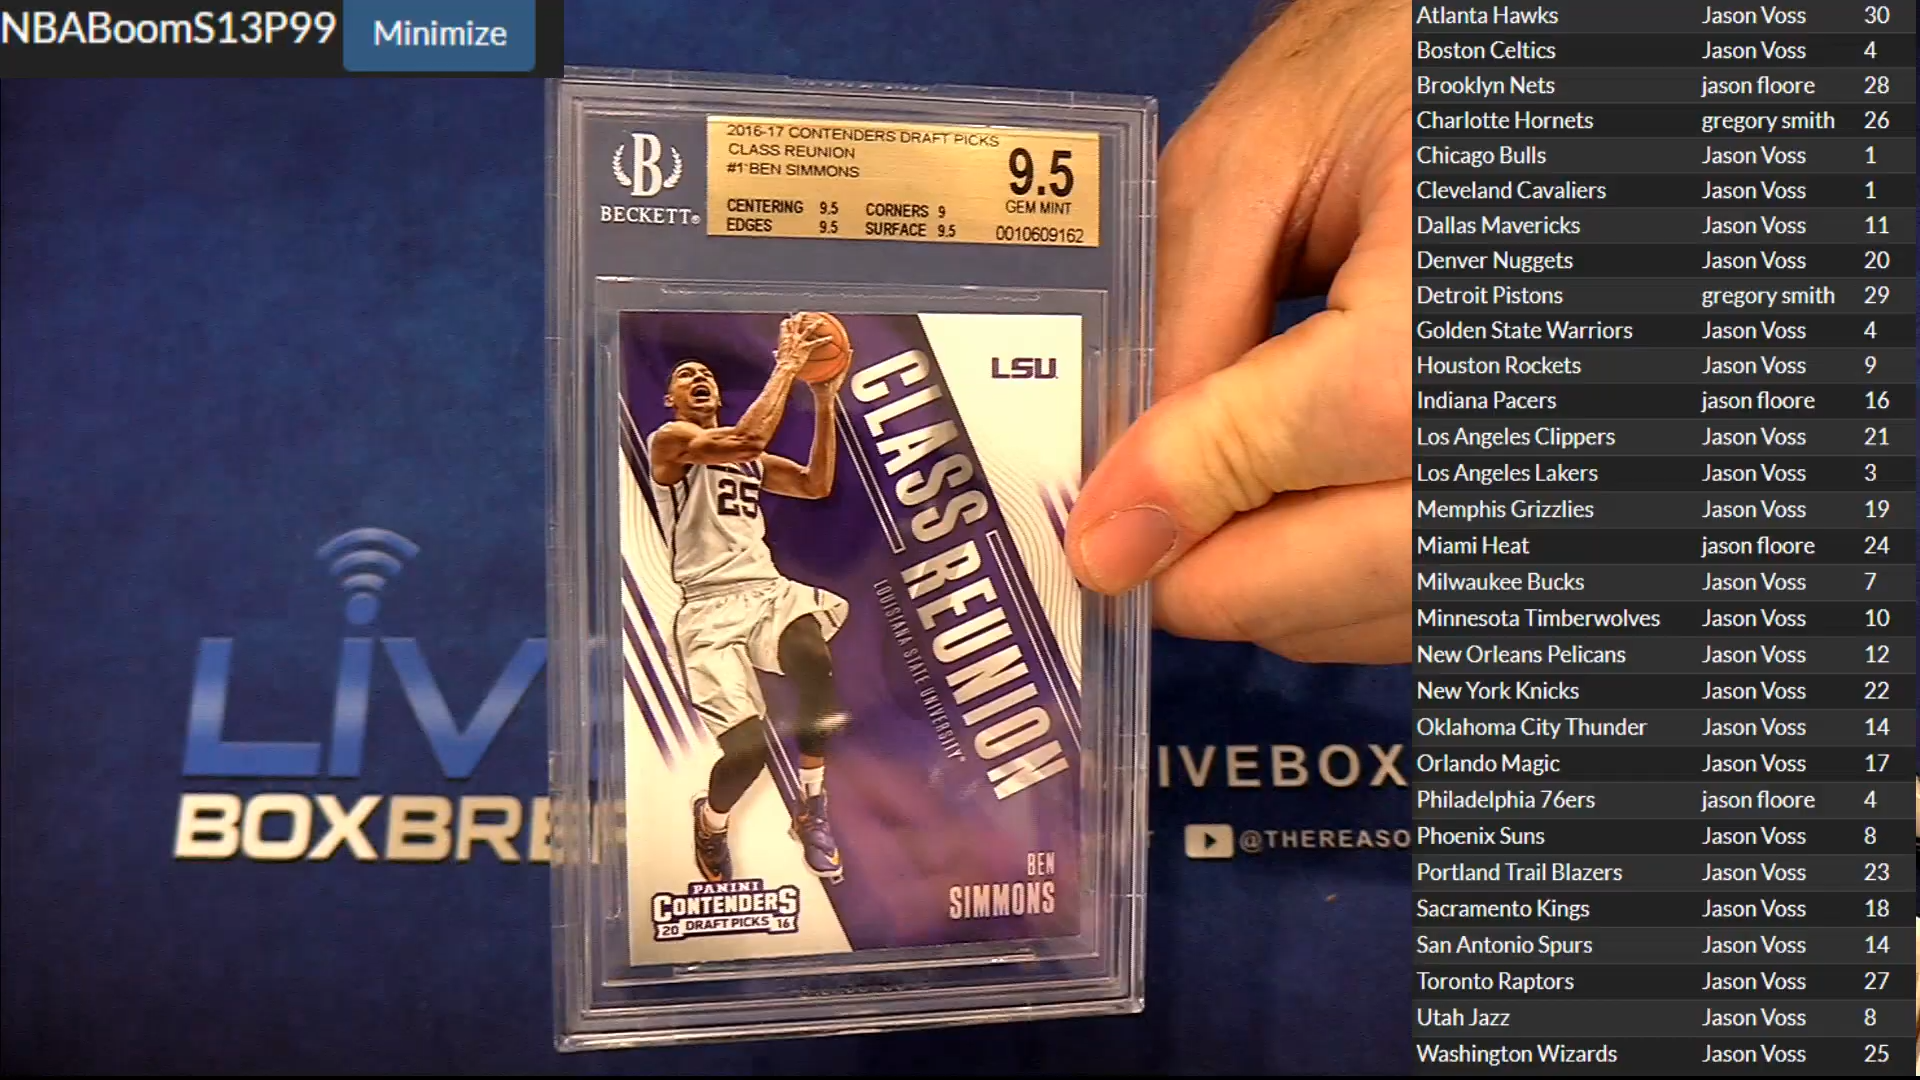 NBABoomS13P99
Minimize
2016-17 CONTENDERS DRAFT PICKS
CLASS REUNION
#1 BEN SIMMONS
9.5
GEM MINT
CENTERING 9.5 CORNERS 9
EDGES 9.5 SURFACE 9.5
0010609162
B
BECKETT®
LSU
25
CLASS REUNION
LOUISIANA STATE UNIVERSITY
BEN
SIMMONS
PANINI
CONTENDERS
20 DRAFT PICKS 16
LIV
BOXBRE
IVEBOX
@THEREASO
Atlanta Hawks Jason Voss 30
Boston Celtics Jason Voss 4
Brooklyn Nets jason floore 28
Charlotte Hornets gregory smith 26
Chicago Bulls Jason Voss 1
Cleveland Cavaliers Jason Voss 1
Dallas Mavericks Jason Voss 11
Denver Nuggets Jason Voss 20
Detroit Pistons gregory smith 29
Golden State Warriors Jason Voss 4
Houston Rockets Jason Voss 9
Indiana Pacers jason floore 16
Los Angeles Clippers Jason Voss 21
Los Angeles Lakers Jason Voss 3
Memphis Grizzlies Jason Voss 19
Miami Heat jason floore 24
Milwaukee Bucks Jason Voss 7
Minnesota Timberwolves Jason Voss 10
New Orleans Pelicans Jason Voss 12
New York Knicks Jason Voss 22
Oklahoma City Thunder Jason Voss 14
Orlando Magic Jason Voss 17
Philadelphia 76ers jason floore 4
Phoenix Suns Jason Voss 8
Portland Trail Blazers Jason Voss 23
Sacramento Kings Jason Voss 18
San Antonio Spurs Jason Voss 14
Toronto Raptors Jason Voss 27
Utah Jazz Jason Voss 8
Washington Wizards Jason Voss 25